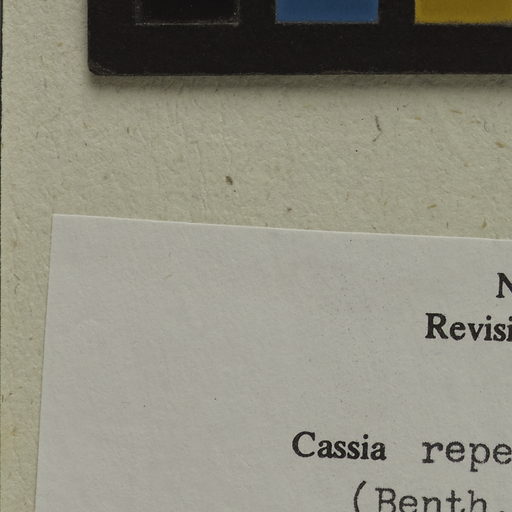 N
Revisi
Cassia repe
(Benth.